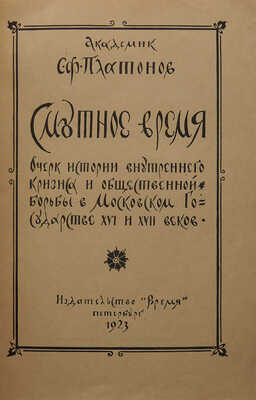 Академик
С.Ф. Платонов
Смутное время
Очерк истории внутреннего
кризиса и общественной
борьбы в Московском Го=
сударстве XVI и XVII веков.
Издательство "Время"
Петербург
1923